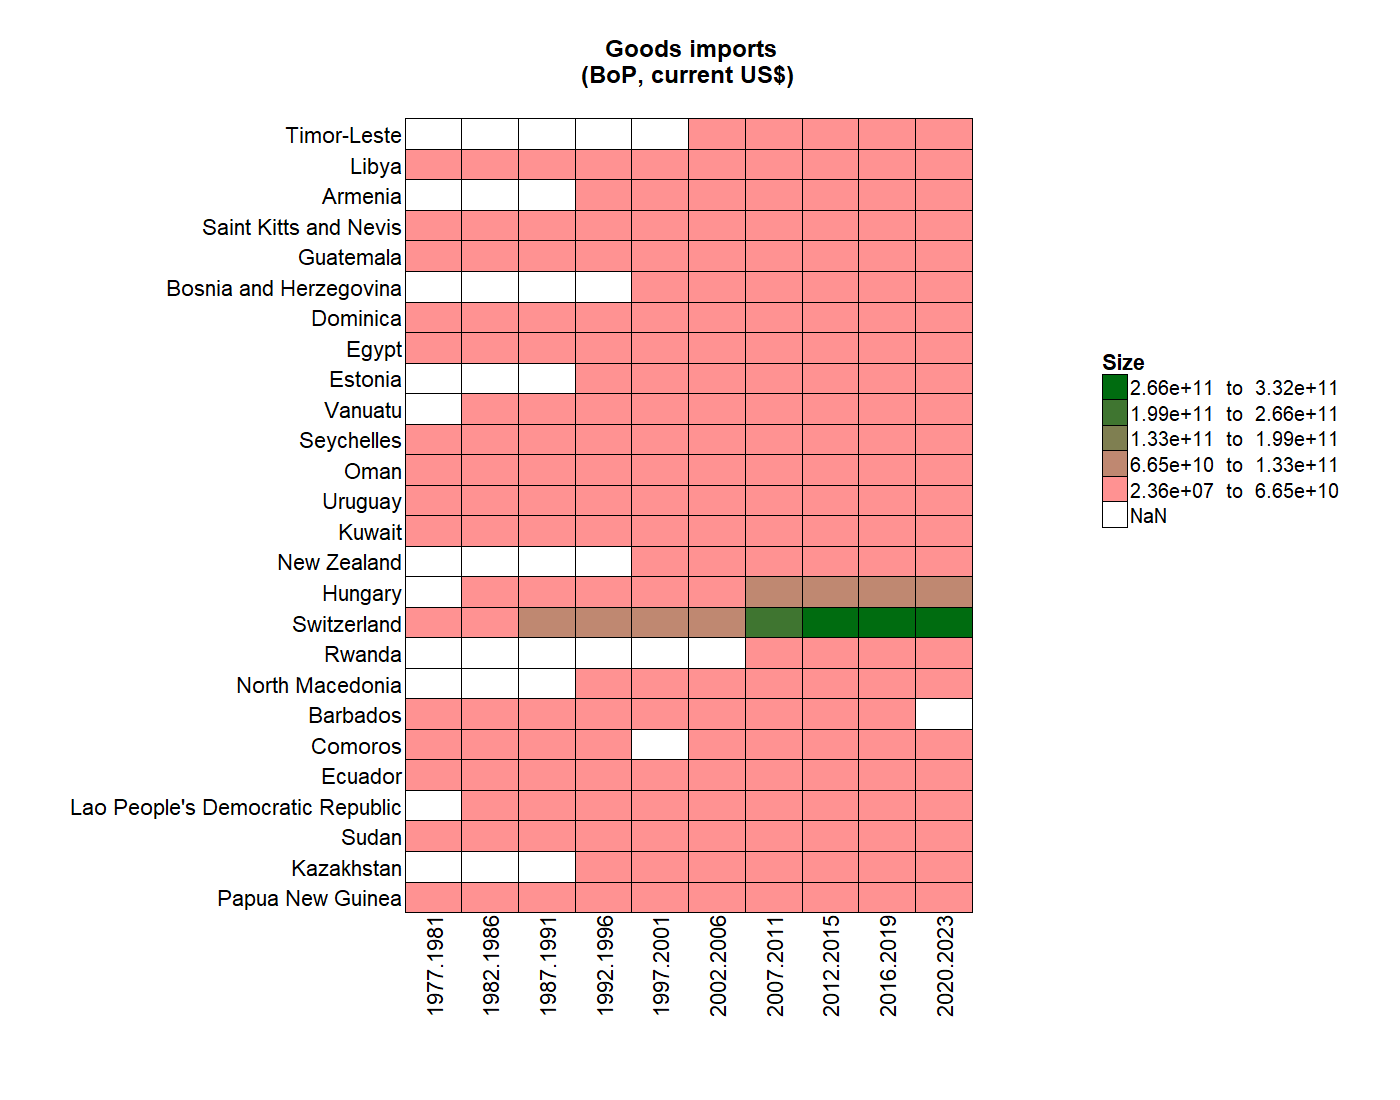 Goods imports
(BoP, current US$)
Timor-Leste
Libya
Armenia
Saint Kitts and Nevis
Guatemala
Bosnia and Herzegovina
Dominica
Egypt
Estonia
Vanuatu
Seychelles
Oman
Uruguay
Kuwait
New Zealand
Hungary
Switzerland
Rwanda
North Macedonia
Barbados
Comoros
Ecuador
Lao People's Democratic Republic
Sudan
Kazakhstan
Papua New Guinea
1977.1981
1982.1986
1987.1991
1992.1996
1997.2001
2002.2006
2007.2011
2012.2015
2016.2019
2020.2023
Size
2.66e+11 to 3.32e+11
1.99e+11 to 2.66e+11
1.33e+11 to 1.99e+11
6.65e+10 to 1.33e+11
2.36e+07 to 6.65e+10
NaN